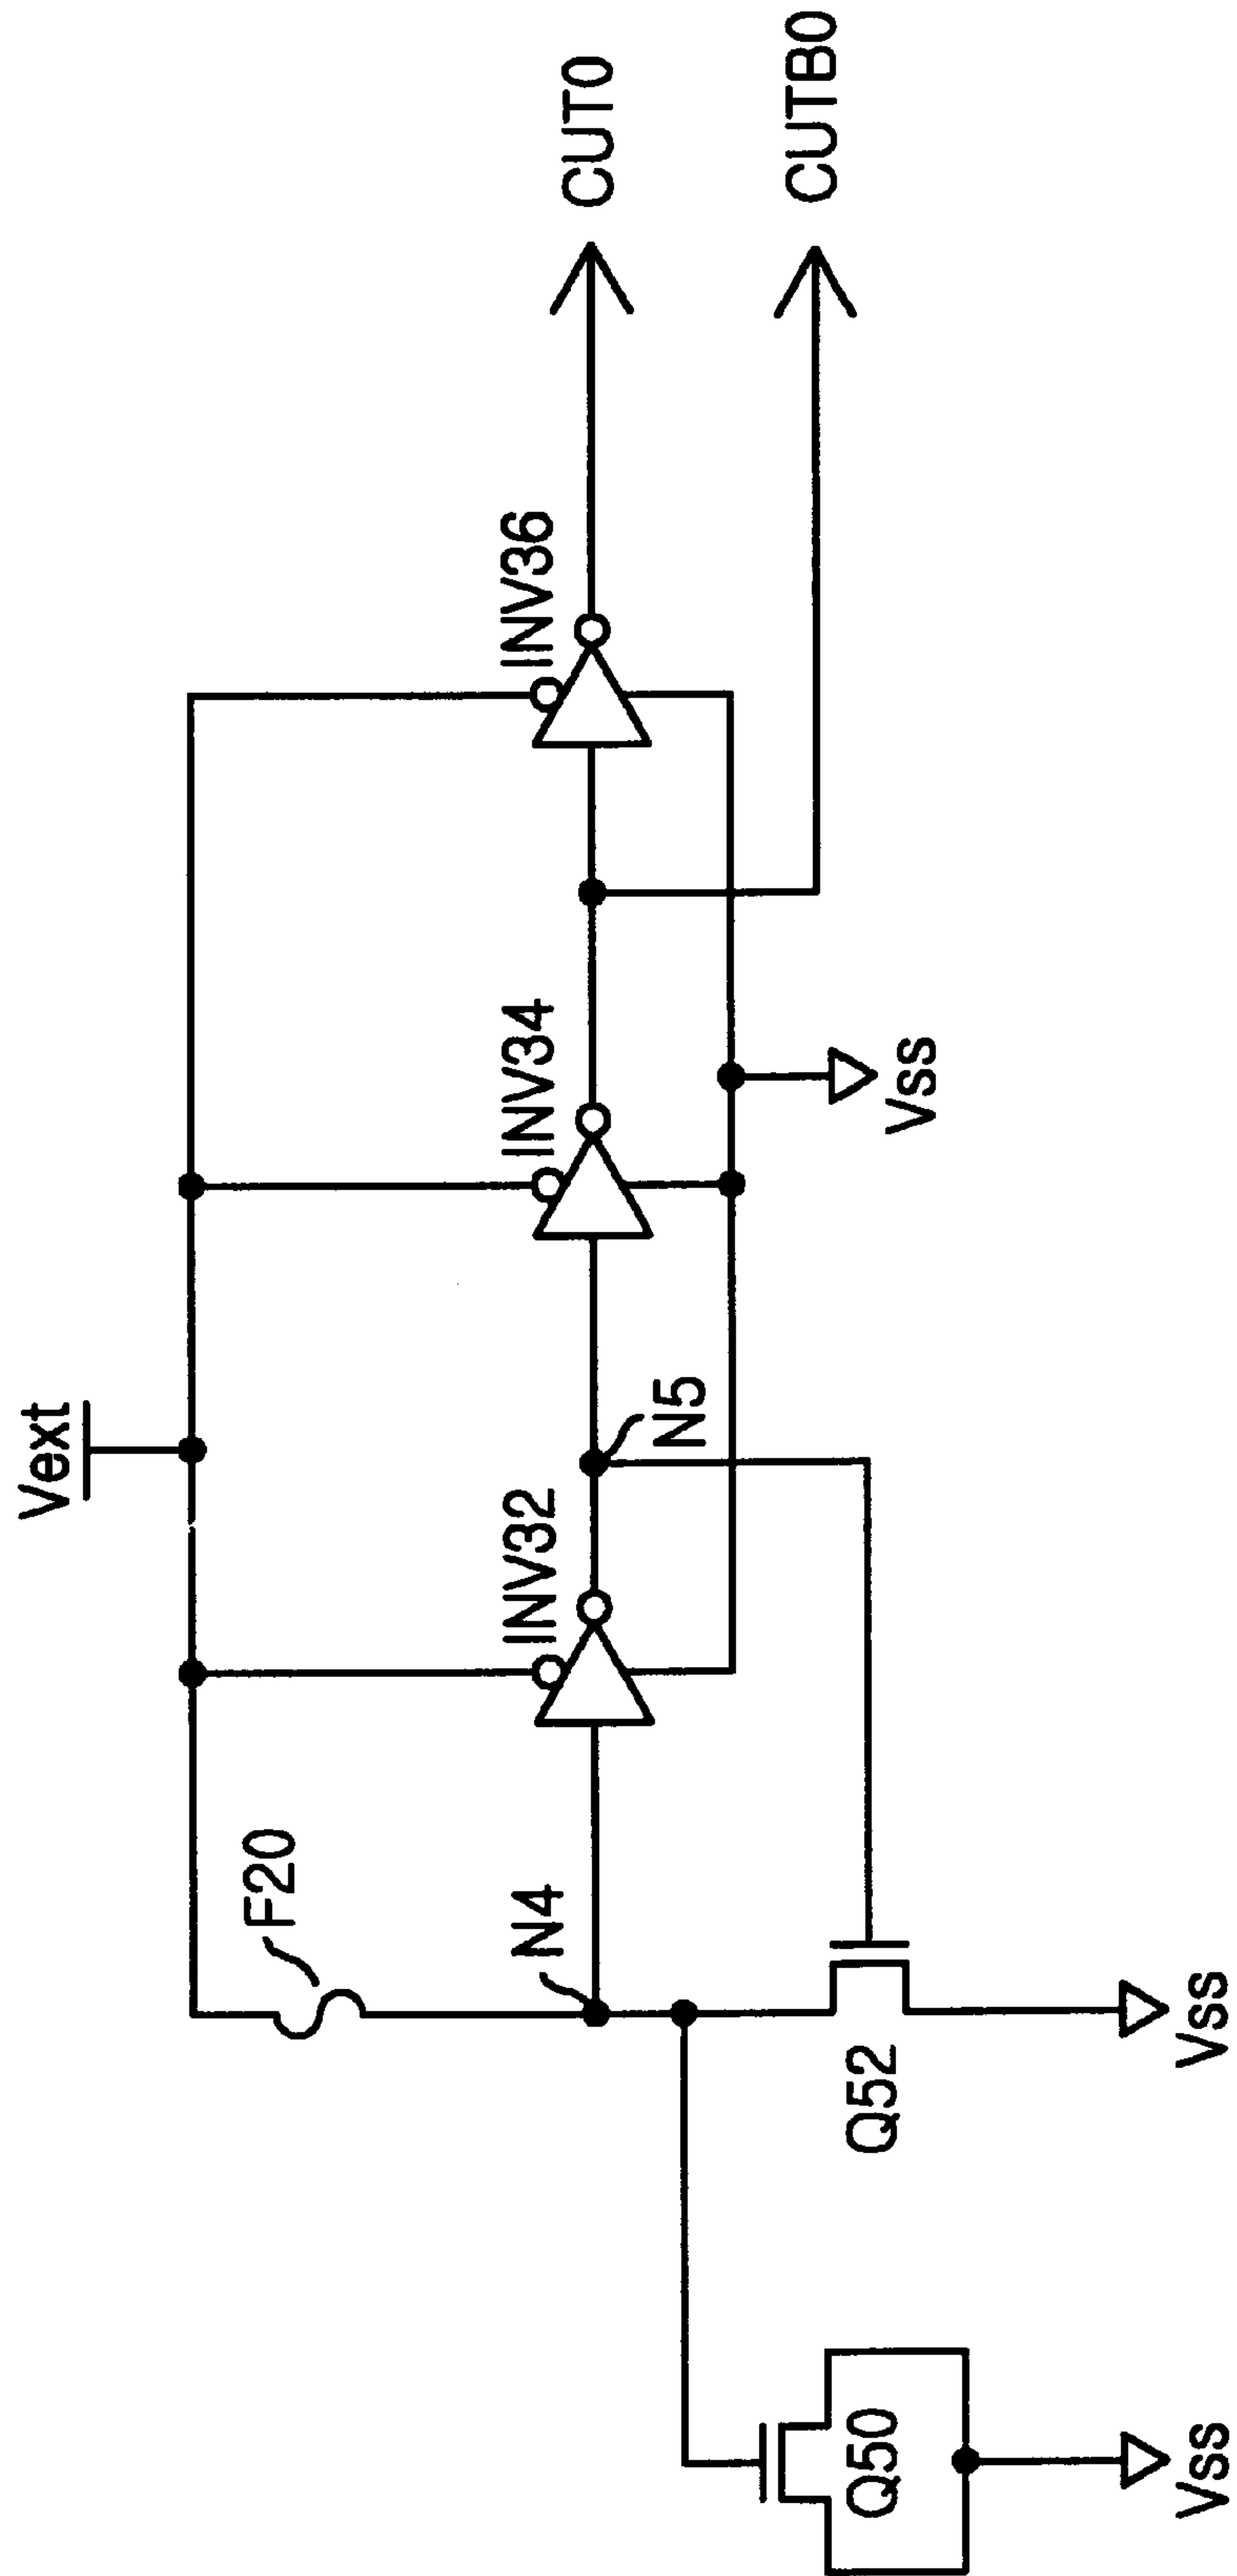 Vext
F20
N4
INV32
INV34
INV36
CUT0
N5
CUTB0
Q52
Vss
Q50
Vss
Vss